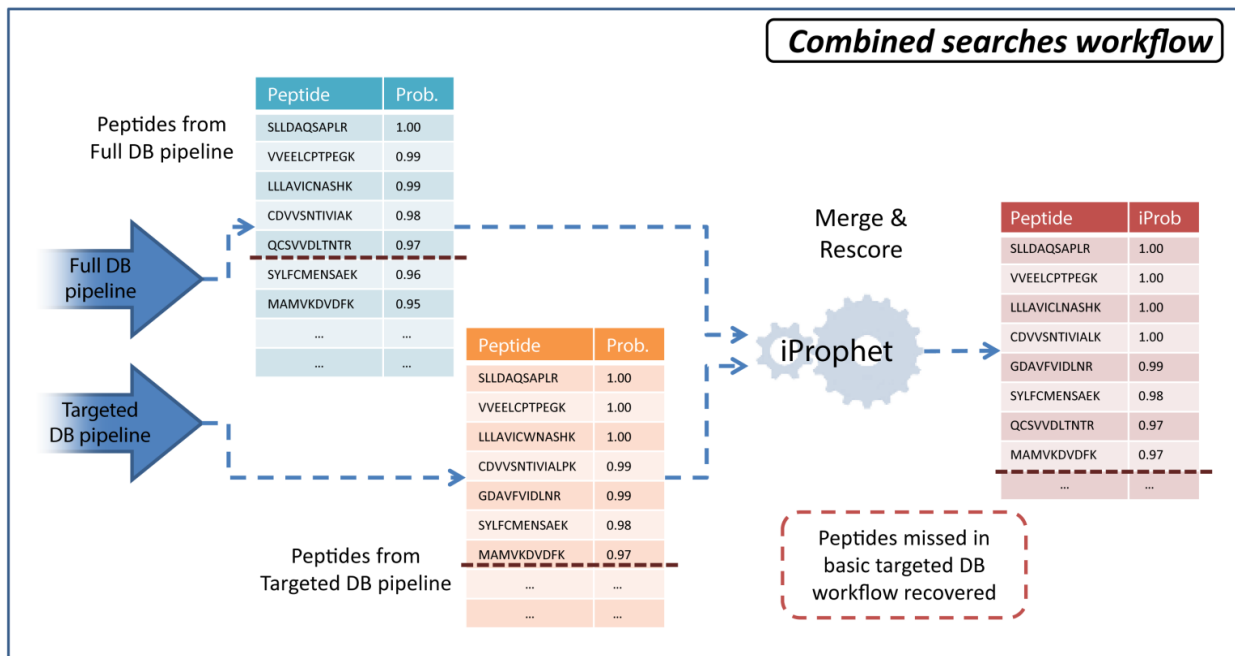 Combined searches workflow
Peptides from
Full DB pipeline
Full DB
pipeline
Peptide Prob.
SLLDAQSAPLR 1.00
VVEELCPTPEGK 0.99
LLLAVICNASHK 0.99
CDVVSNTIVIAK 0.98
QCSVVDLTNTR 0.97
SYLFCMENSAEK 0.96
MAMVKDVDFK 0.95
... ...
... ...
Targeted
DB pipeline
Peptides from
Targeted DB pipeline
Peptide Prob.
SLLDAQSAPLR 1.00
VVEELCPTPEGK 1.00
LLLAVICWNASHK 1.00
CDVVSNTIVIALPK 0.99
GDAVFVIDLNR 0.99
SYLFCMENSAEK 0.98
MAMVKDVDFK 0.97
... ...
... ...
Merge &
Rescore
iProphet
Peptide iProb
SLLDAQSAPLR 1.00
VVEELCPTPEGK 1.00
LLLAVICLNASHK 1.00
CDVVSNTIVIALK 1.00
GDAVFVIDLNR 0.99
SYLFCMENSAEK 0.98
QCSVVDLTNTR 0.97
MAMVKDVDFK 0.97
... ...
Peptides missed in
basic targeted DB
workflow recovered